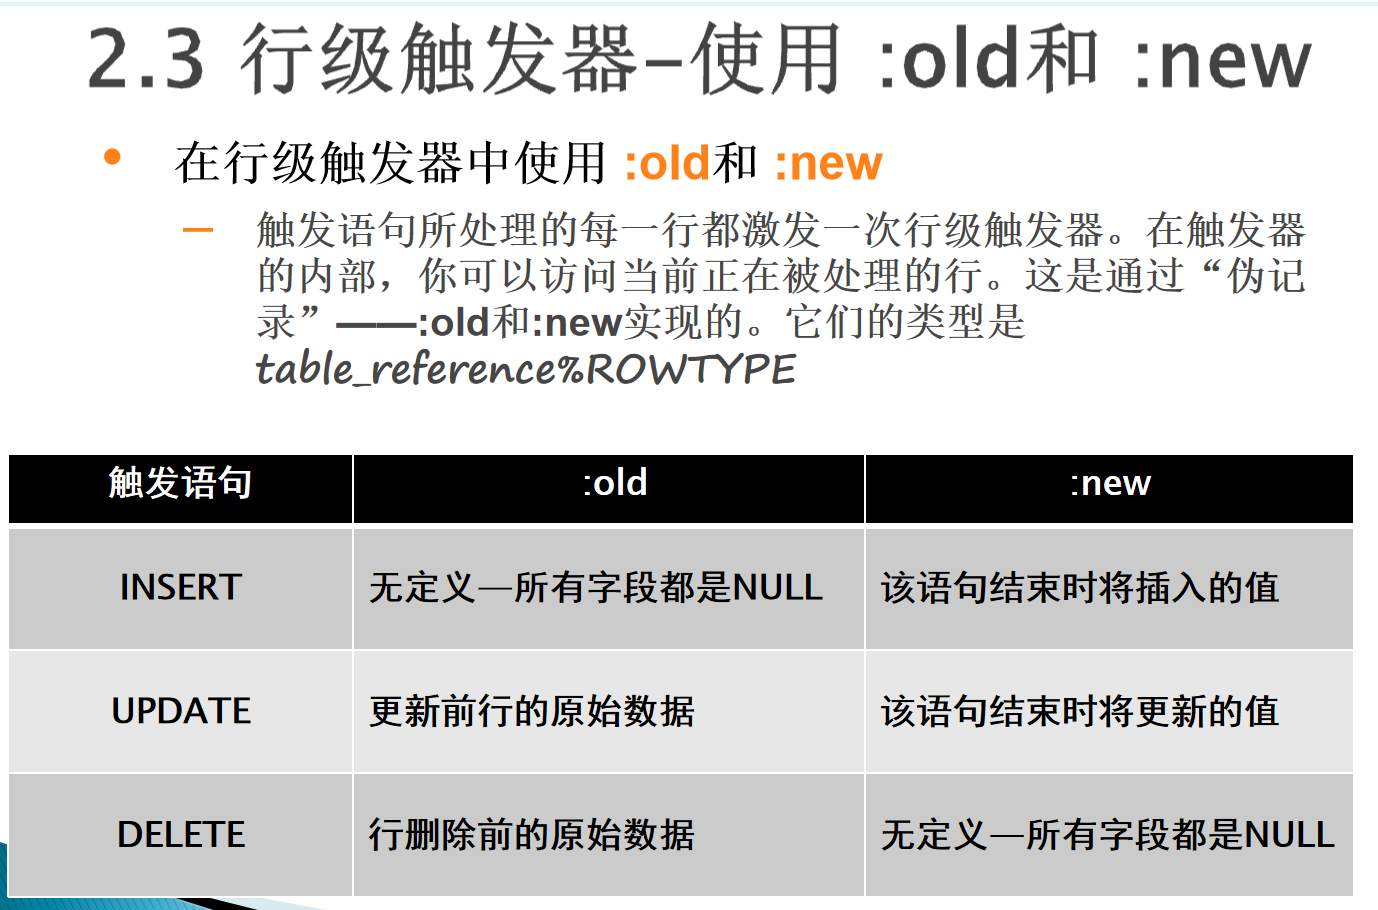 2.3 行级触发器–使用 :old和 :new
• 在行级触发器中使用 :old和 :new
– 触发语句所处理的每一行都激发一次行级触发器。在触发器
的内部，你可以访问当前正在被处理的行。这是通过“伪记
录”——:old和:new实现的。它们的类型是
table_reference%ROWTYPE
触发语句 :old :new
INSERT 无定义—所有字段都是NULL 该语句结束时将插入的值
UPDATE 更新前行的原始数据 该语句结束时将更新的值
DELETE 行删除前的原始数据 无定义—所有字段都是NULL